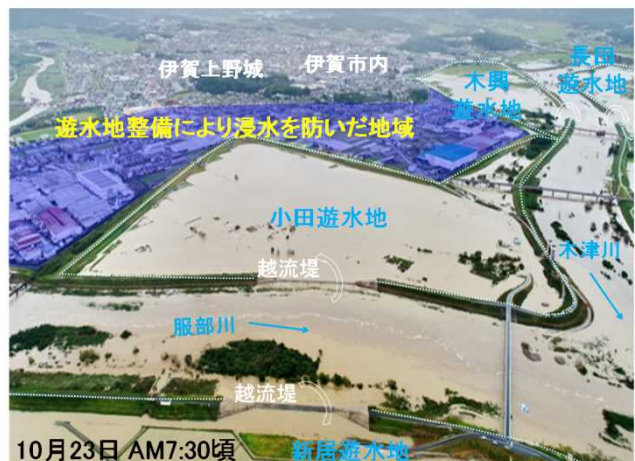 伊賀上野城
伊賀市内
木興
遊水地
長田
遊水地
遊水地整備により浸水を防いだ地域
小田遊水地
越流堤
木津川
服部川
越流堤
10月23日 AM7:30頃
新居遊水地